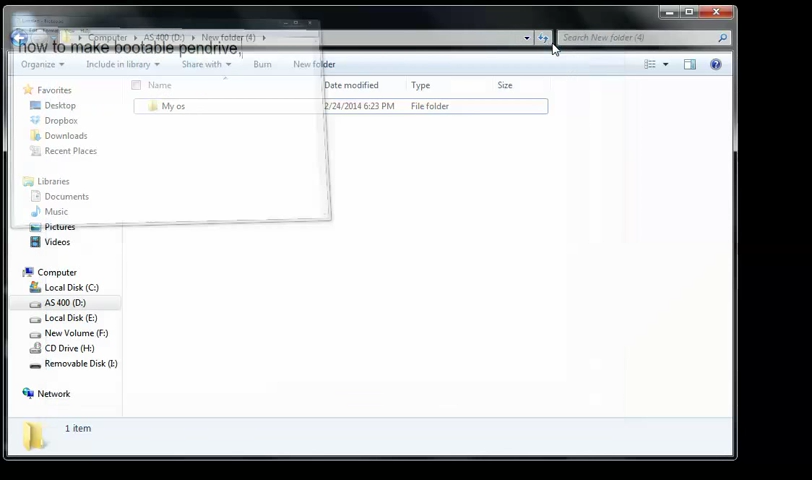 Computer ▸ AS 400 (D:) ▸ New folder (4) ▸
Search New folder (4)
how to make bootable pendrive,
Organize Include in library Share with Burn New folder
Name Date modified Type Size
My os 2/24/2014 6:23 PM File folder
Favorites
Desktop
Dropbox
Downloads
Recent Places
Libraries
Documents
Music
Pictures
Videos
Computer
Local Disk (C:)
AS 400 (D:)
Local Disk (E:)
New Volume (F:)
CD Drive (H:)
Removable Disk (I:)
Network
1 item